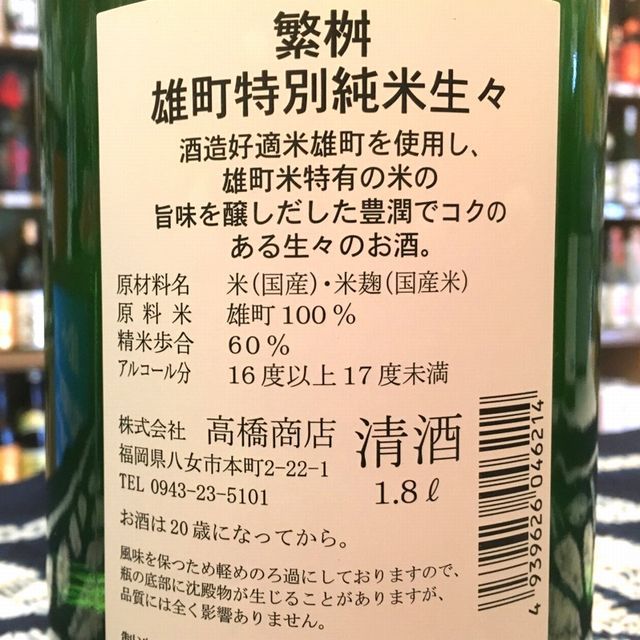 繁桝
雄町特別純米生々
酒造好適米雄町を使用し、
雄町米特有の米の
旨味を醸しだした豊潤でコクの
ある生々のお酒。
原材料名 米(国産)・米麹(国産米)
原料米 雄町100%
精米歩合 60%
アルコール分 16度以上17度未満
株式会社 高橋商店 清酒
福岡県八女市本町2-22-1
TEL 0943-23-5101 1.8ℓ
お酒は20歳になってから。
風味を保つため軽めのろ過にしておりますので、
瓶の底部に沈殿物が生じることがありますが、
品質には全く影響ありません。
4939626046214